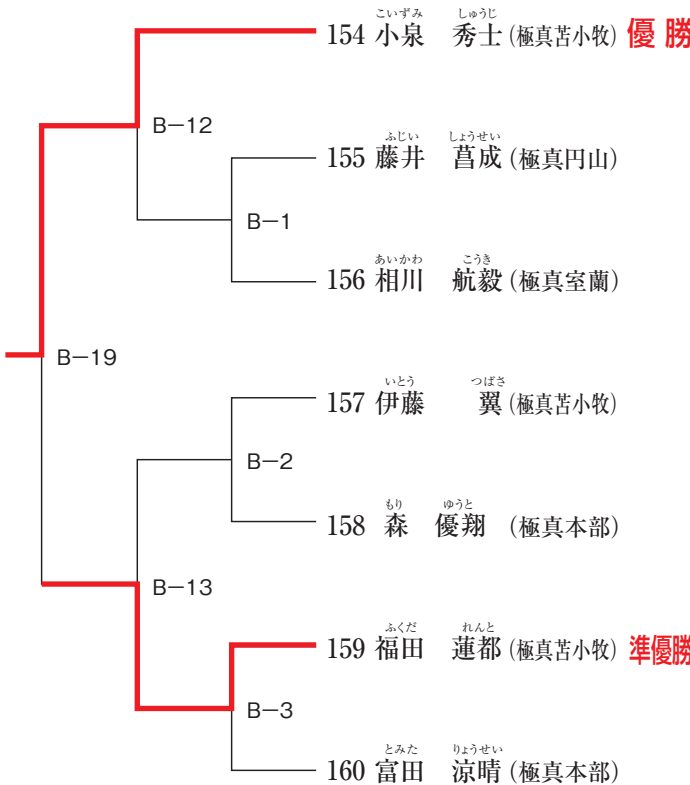 こいずみ しゅうじ
154 小泉 秀士 (極真苫小牧) 優勝
B−12
ふじい しょうせい
155 藤井 菖成 (極真円山)
B−1
あいかわ こうき
156 相川 航毅 (極真室蘭)
B−19
いとう つばさ
157 伊藤 翼 (極真苫小牧)
B−2
もり ゆうと
158 森 優翔 (極真本部)
B−13
ふくだ れんと
159 福田 蓮都 (極真苫小牧) 準優勝
B−3
とみた りょうせい
160 富田 涼晴 (極真本部)